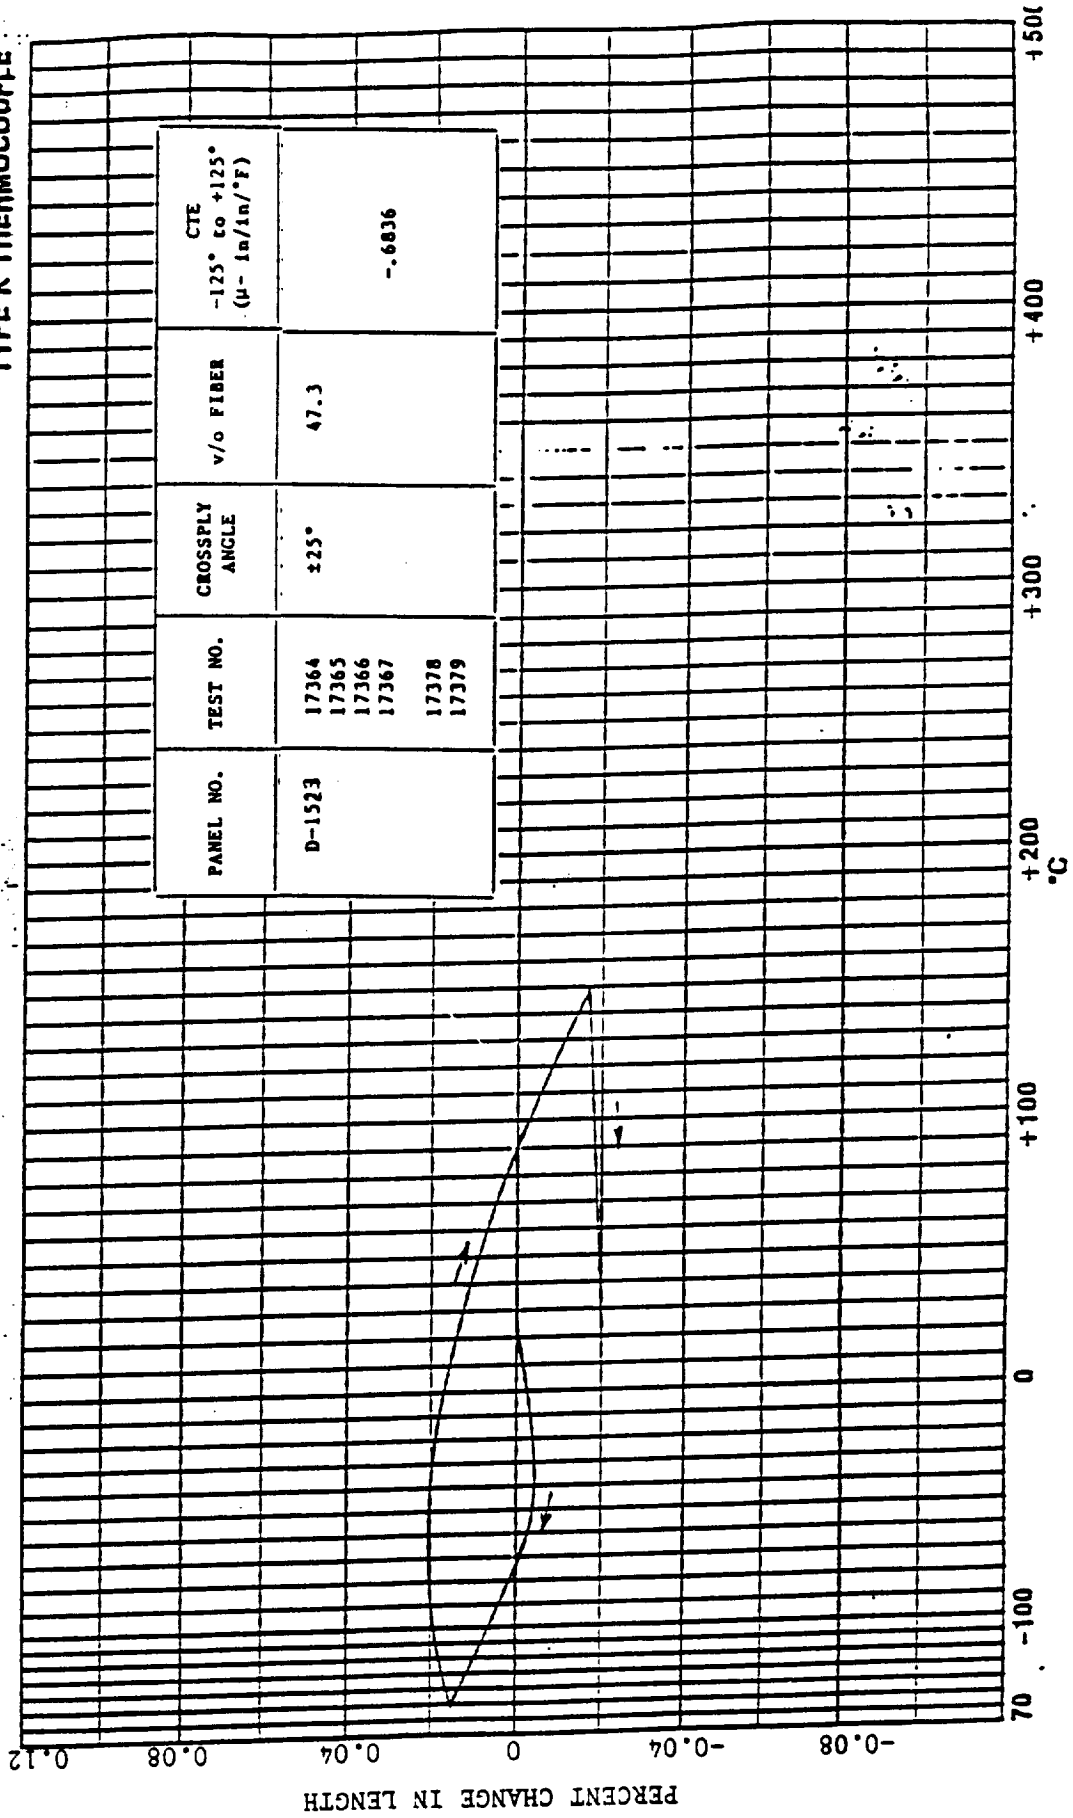 TYPE K THERMOCOUPLE
PANEL NO. TEST NO. CROSSPLY ANGLE v/o FIBER CTE -125° to +125° (μ- in/in/°F)
D-1523 17364 ±25° 47.3 -.6836
17365
17366
17367
17378
17379
PERCENT CHANGE IN LENGTH
0.12
0.08
0.04
0
-0.04
-0.08
70 -100 0 +100 +200 +300 +400 +500
°C